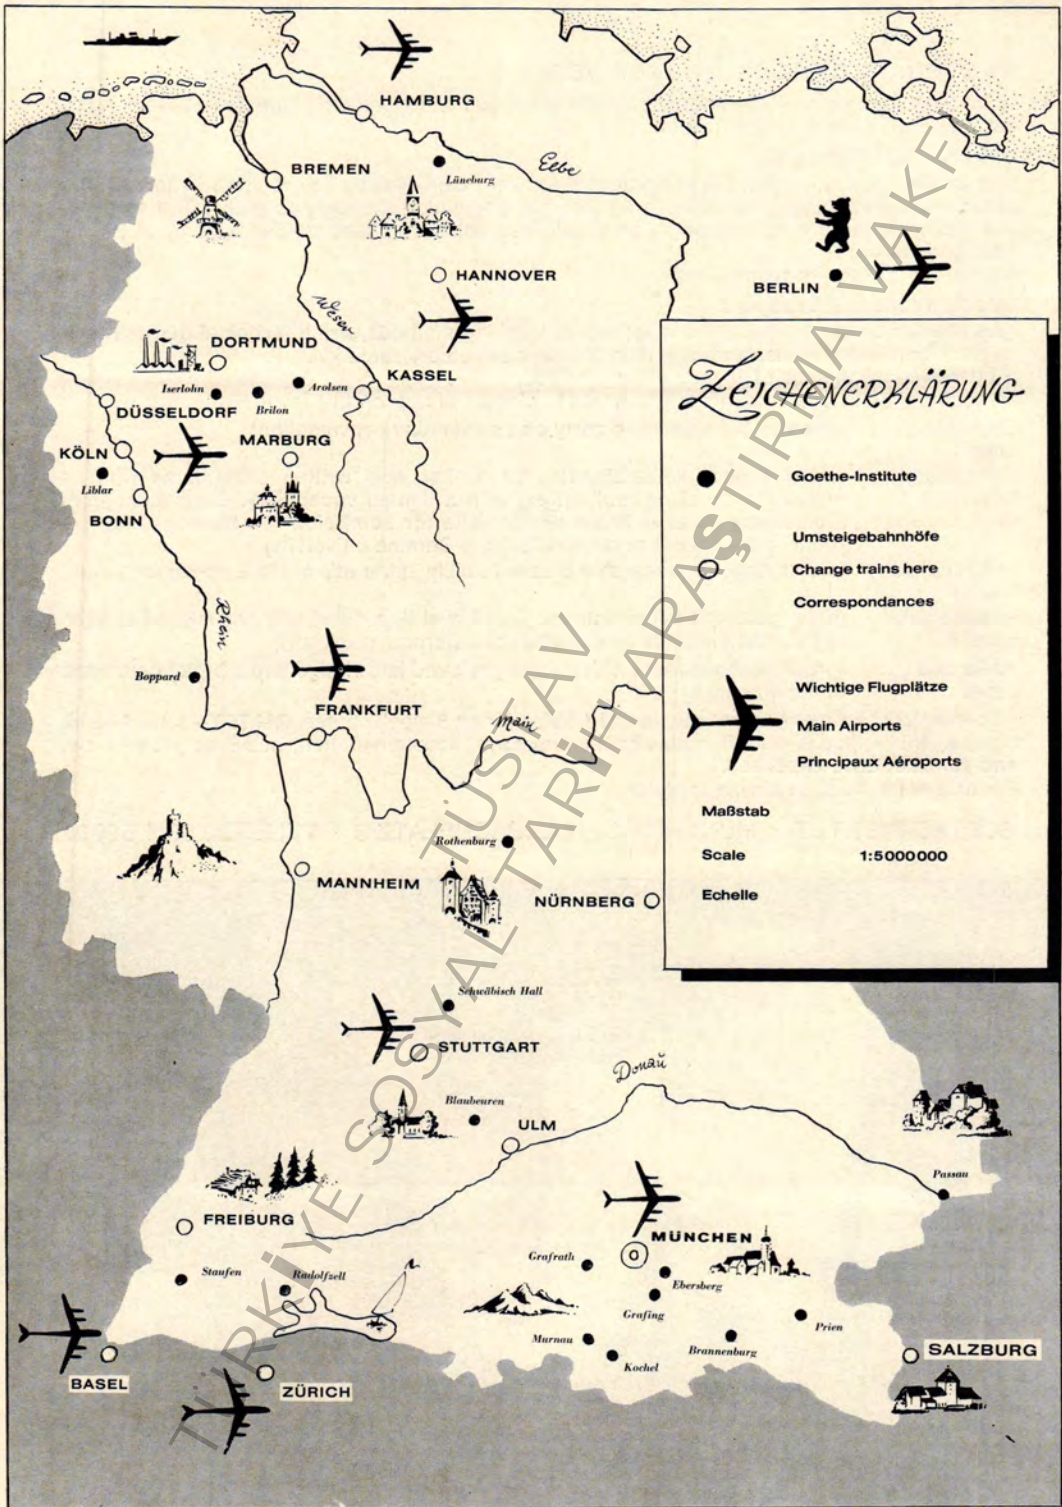 HAMBURG
Elbe
BREMEN
Lüneburg
HANNOVER
BERLIN
Weser
DORTMUND
KASSEL
Iserlohn
Brilon
Arolsen
DÜSSELDORF
MARBURG
KÖLN
Liblar
BONN
Rhein
Boppard
FRANKFURT
Main
ZEICHENERKLÄRUNG
Goethe-Institute
Umsteigebahnhöfe
Change trains here
Correspondances
Wichtige Flugplätze
Main Airports
Principaux Aéroports
Maßstab
Scale 1:5000000
Echelle
Rothenburg
MANNHEIM
NÜRNBERG
Schwäbisch Hall
STUTTGART
Donau
Blaubeuren
ULM
Passau
FREIBURG
MÜNCHEN
Grafrath
Staufen
Radolfzell
Ebersberg
Grafing
Prien
Murnau
Brannenburg
Kochel
SALZBURG
BASEL
ZÜRICH
TÜSTAV
TÜRKİYE SOSYAL TARİH ARAŞTIRMA VAKFI